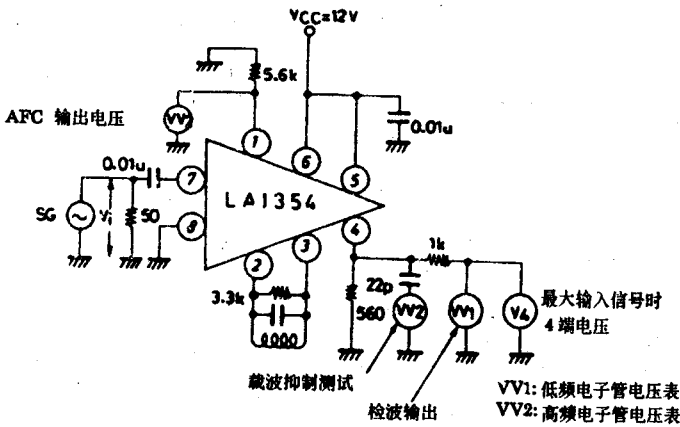 VCC=12V
5.6k
AFC 输出电压
VV
1
0.01u
6
0.01u
7
5
LA1354
SG
Vi
50
8
4
3
2
1k
3.3k
22p
560
VV2
VV1
V4
最大输入信号时
4端电压
载波抑制测试
检波输出
VV1: 低频电子管电压表
VV2: 高频电子管电压表